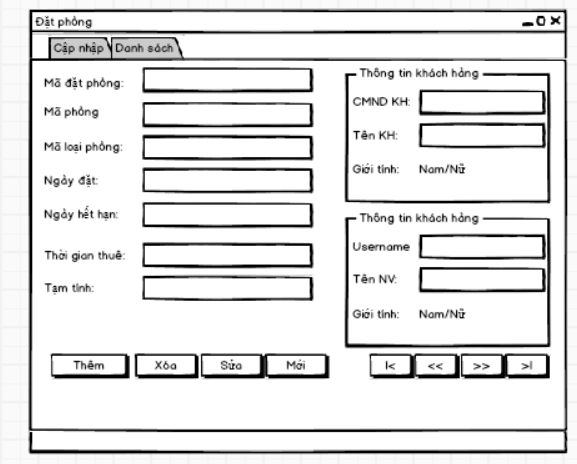 Đặt phòng
Cập nhập Danh sách
Mã đặt phòng:
Mã phòng
Mã loại phòng:
Ngày đặt:
Ngày hết hạn:
Thời gian thuê:
Tạm tính:
Thông tin khách hàng
CMND KH:
Tên KH:
Giới tính: Nam/Nữ
Thông tin khách hàng
Username
Tên NV:
Giới tính: Nam/Nữ
Thêm Xóa Sửa Mới |< << >> >|